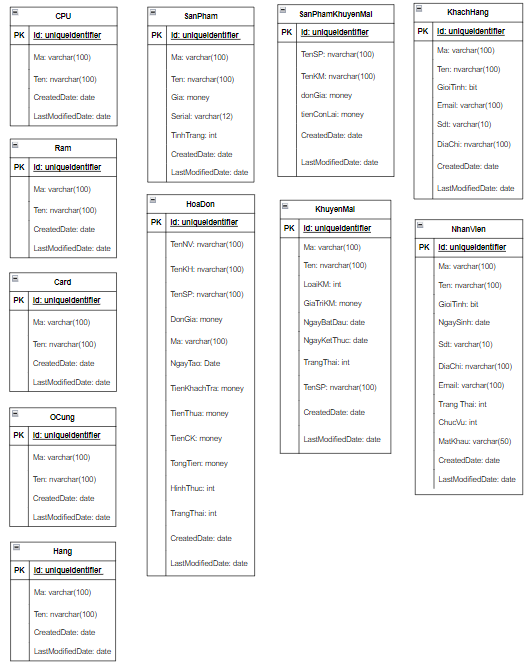 CPU
PK Id: uniqueIdentifier
Ma: varchar(100)
Ten: nvarchar(100)
CreatedDate: date
LastModifiedDate: date
Ram
PK Id: uniqueIdentifier
Ma: varchar(100)
Ten: nvarchar(100)
CreatedDate: date
LastModifiedDate: date
Card
PK Id: uniqueIdentifier
Ma: varchar(100)
Ten: nvarchar(100)
CreatedDate: date
LastModifiedDate: date
OCung
PK Id: uniqueIdentifier
Ma: varchar(100)
Ten: nvarchar(100)
CreatedDate: date
LastModifiedDate: date
Hang
PK Id: uniqueIdentifier
Ma: varchar(100)
Ten: nvarchar(100)
CreatedDate: date
LastModifiedDate: date
SanPham
PK Id: uniqueIdentifier
Ma: varchar(100)
Ten: nvarchar(100)
Gia: money
Serial: varchar(12)
TinhTrang: int
CreatedDate: date
LastModifiedDate: date
HoaDon
PK Id: uniqueIdentifier
TenNV: nvarchar(100)
TenKH: nvarchar(100)
TenSP: nvarchar(100)
DonGia: money
Ma: varchar(100)
NgayTao: Date
TienKhachTra: money
TienThua: money
TienCK: money
TongTien: money
HinhThuc: int
TrangThai: int
CreatedDate: date
LastModifiedDate: date
SanPhamKhuyenMai
PK Id: uniqueIdentifier
TenSP: nvarchar(100)
TenKM: nvarchar(100)
donGia: money
tienConLai: money
CreatedDate: date
LastModifiedDate: date
KhuyenMai
PK Id: uniqueIdentifier
Ma: varchar(100)
Ten: nvarchar(100)
LoaiKM: int
GiaTriKM: money
NgayBatDau: date
NgayKetThuc: date
TrangThai: int
TenSP: nvarchar(100)
CreatedDate: date
LastModifiedDate: date
KhachHang
PK Id: uniqueIdentifier
Ma: varchar(100)
Ten: nvarchar(100)
GioiTinh: bit
Email: varchar(100)
Sdt: varchar(10)
DiaChi: nvarchar(100)
CreatedDate: date
LastModifiedDate: date
NhanVien
PK Id: uniqueIdentifier
Ma: varchar(100)
Ten: nvarchar(100)
GioiTinh: bit
NgaySinh: date
Sdt: varchar(10)
DiaChi: nvarchar(100)
Email: varchar(100)
Trang Thai: int
ChucVu: int
MatKhau: varchar(50)
CreatedDate: date
LastModifiedDate: date